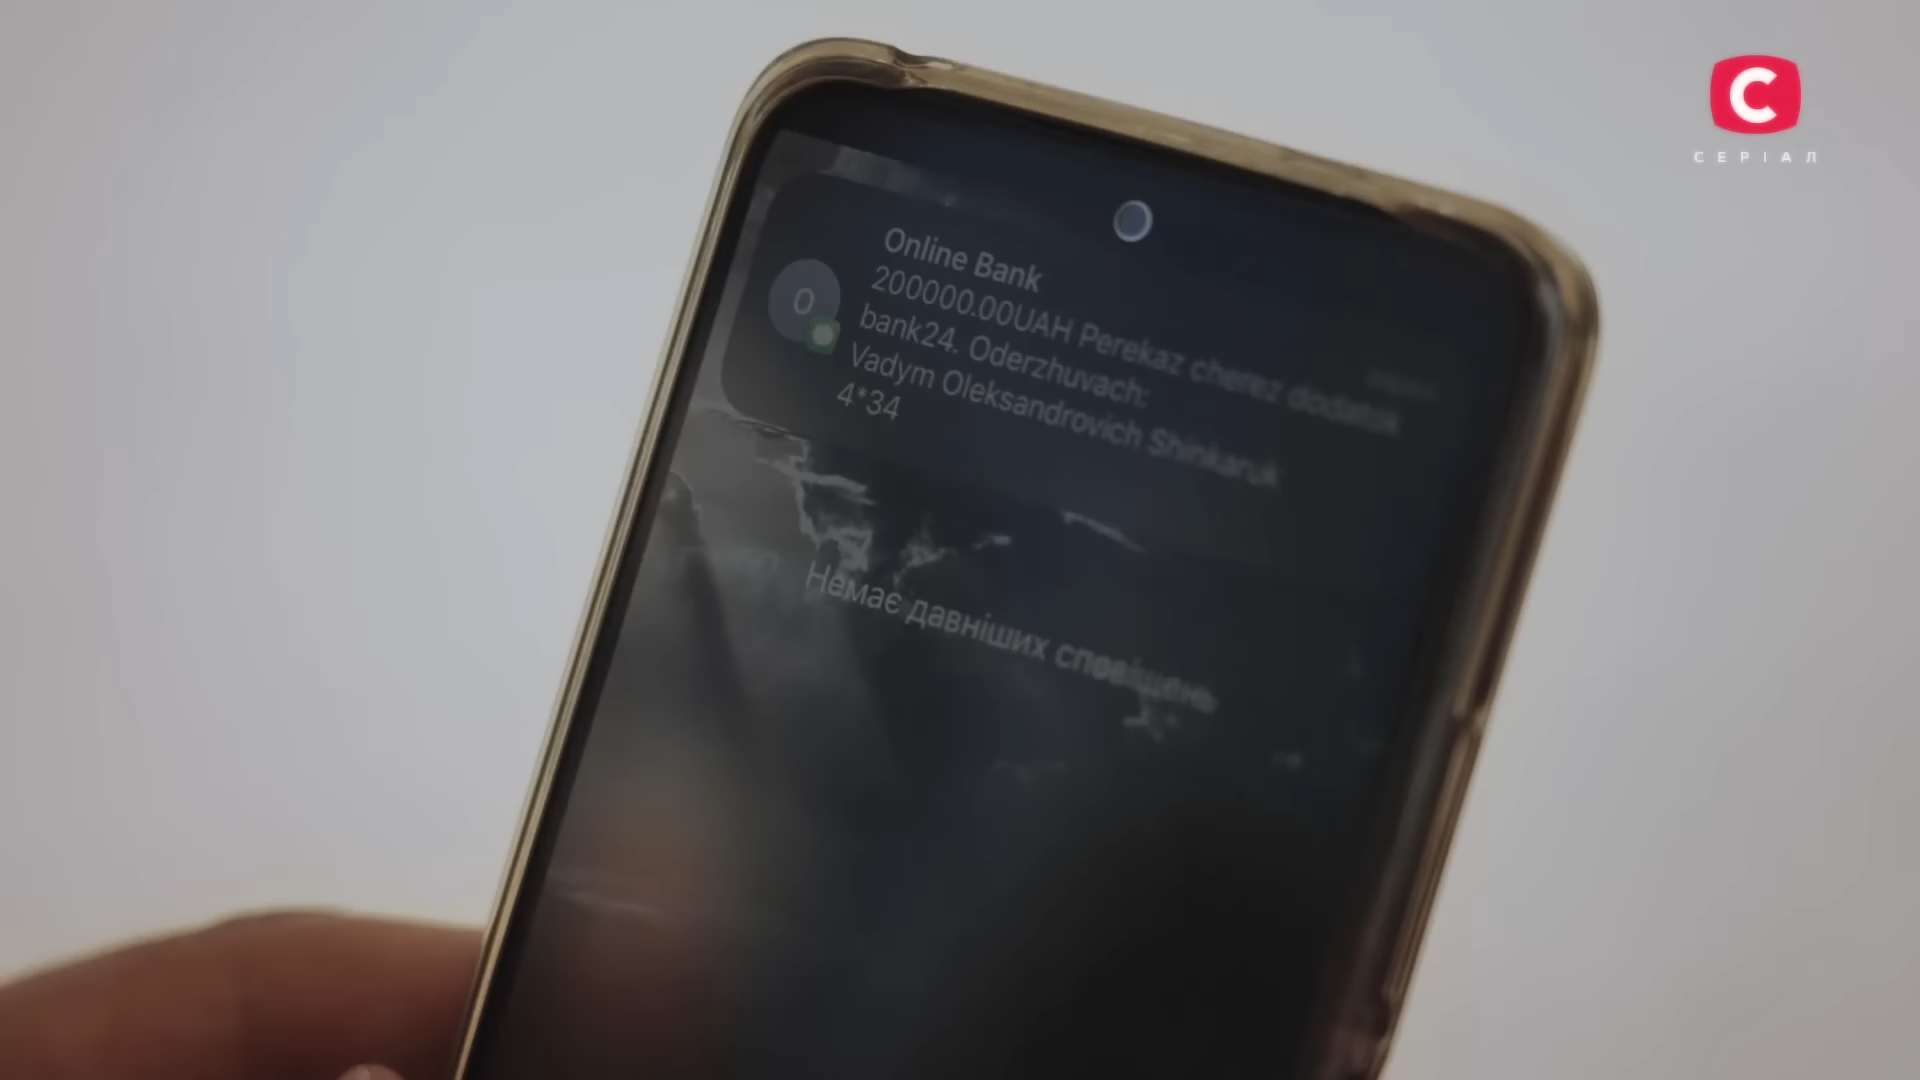 С
СЕРІАЛ
Online Bank
200000.00UAH Perekaz cherez dodatok
bank24. Oderzhuvach:
Vadym Oleksandrovich Shinkaruk
4*34
O
Немає давніших сповіщень